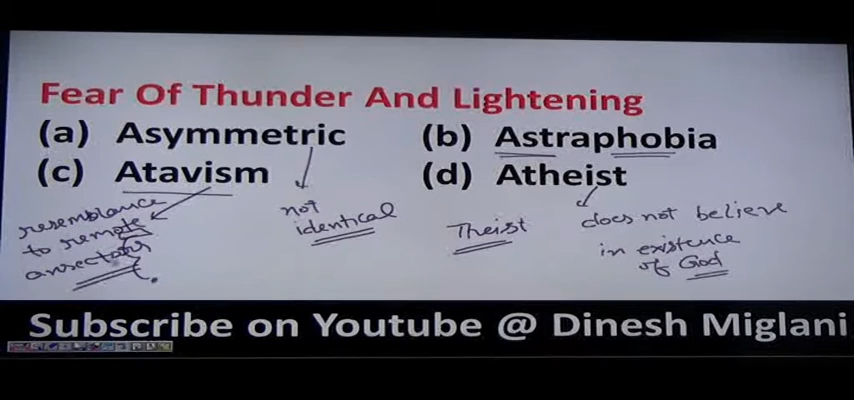 Fear Of Thunder And Lightening
(a) Asymmetric (b) Astraphobia
(c) Atavism (d) Atheist
resemblance
to remote
ansectors
not
identical
Theist
does not believe
in existence
of God
Subscribe on Youtube @ Dinesh Miglani